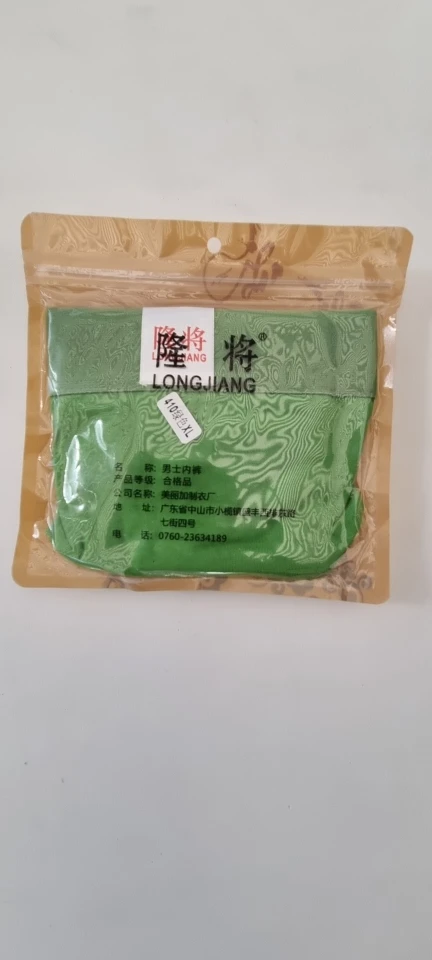 隆将
LONGJIANG
隆 将®
LONGJIANG
410绿色XL
名 称: 男士内裤
产品等级: 合格品
公司名称: 美丽加制衣厂
地 址: 广东省中山市小榄镇
七街四号
电 话: 0760-23634189